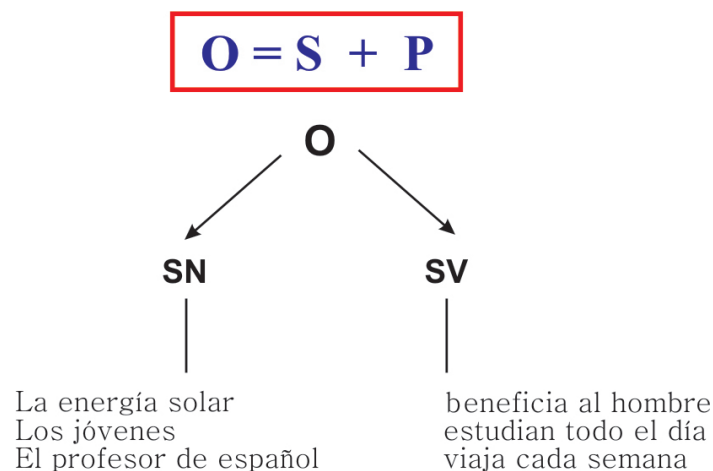 O = S + P
O
SN SV
La energía solar
Los jóvenes
El profesor de español
beneficia al hombre
estudian todo el día
viaja cada semana